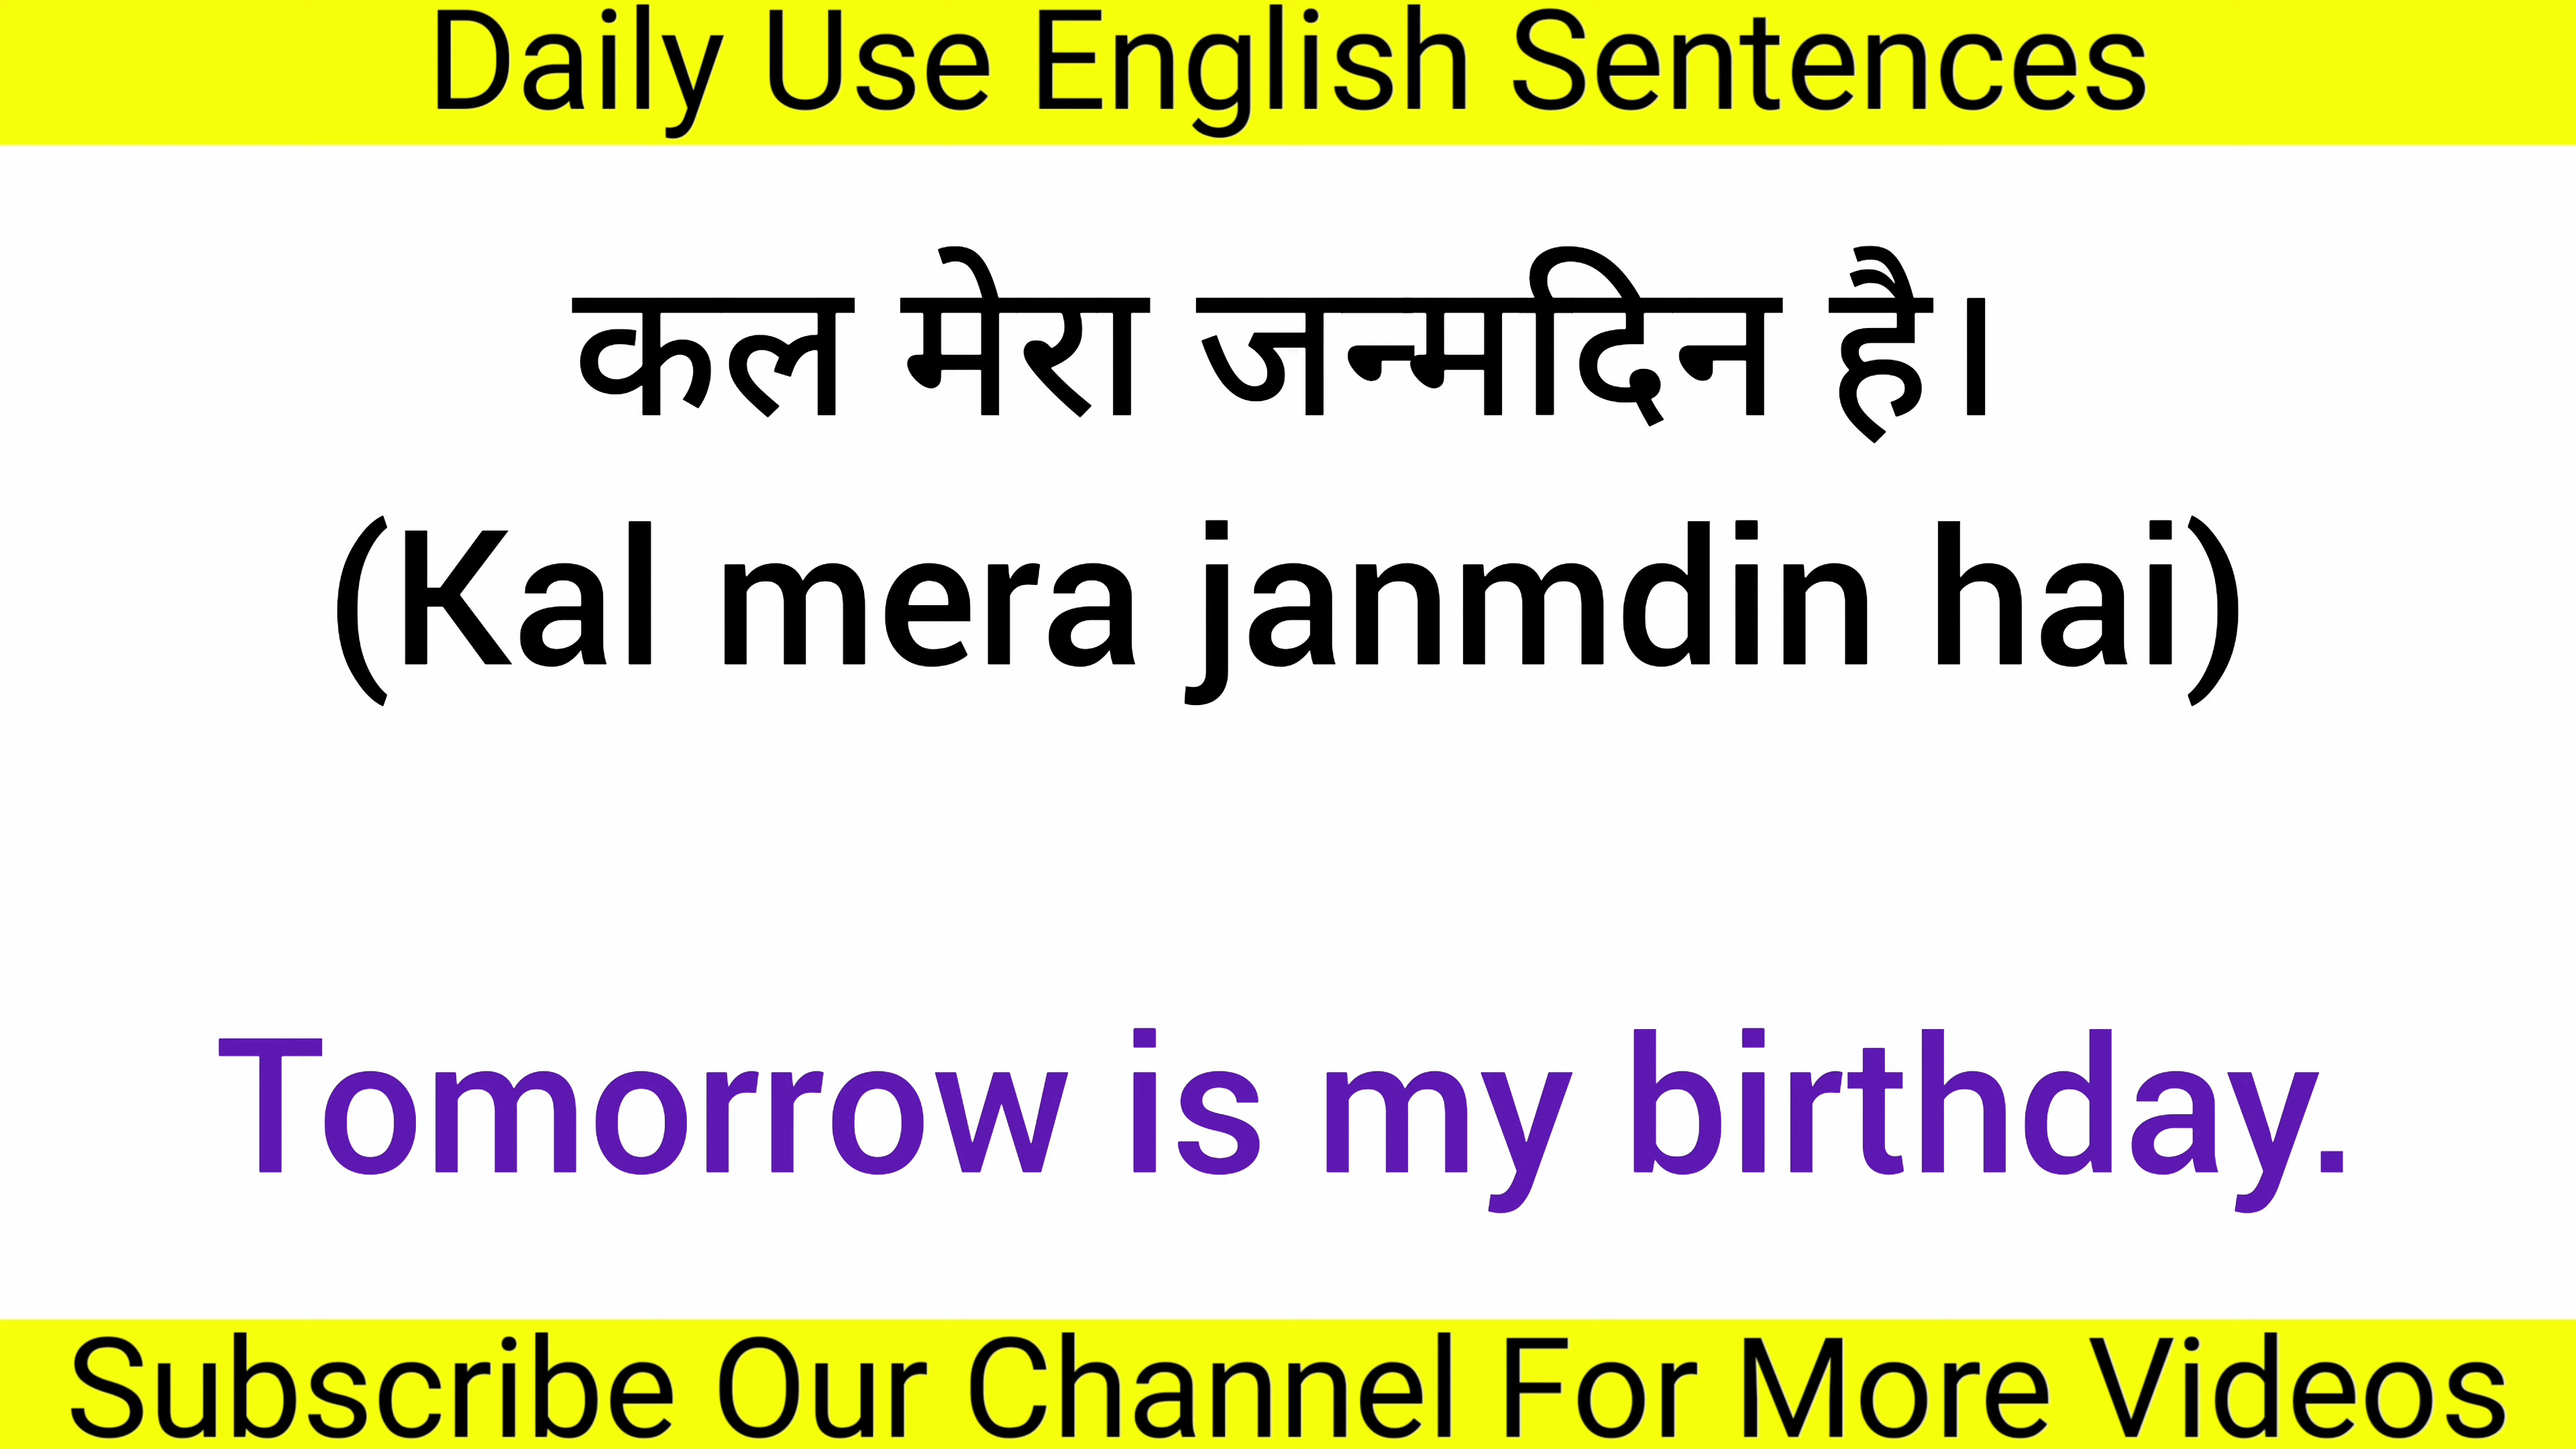 Daily Use English Sentences
कल मेरा जन्मदिन है।
(Kal mera janmdin hai)
Tomorrow is my birthday.
Subscribe Our Channel For More Videos